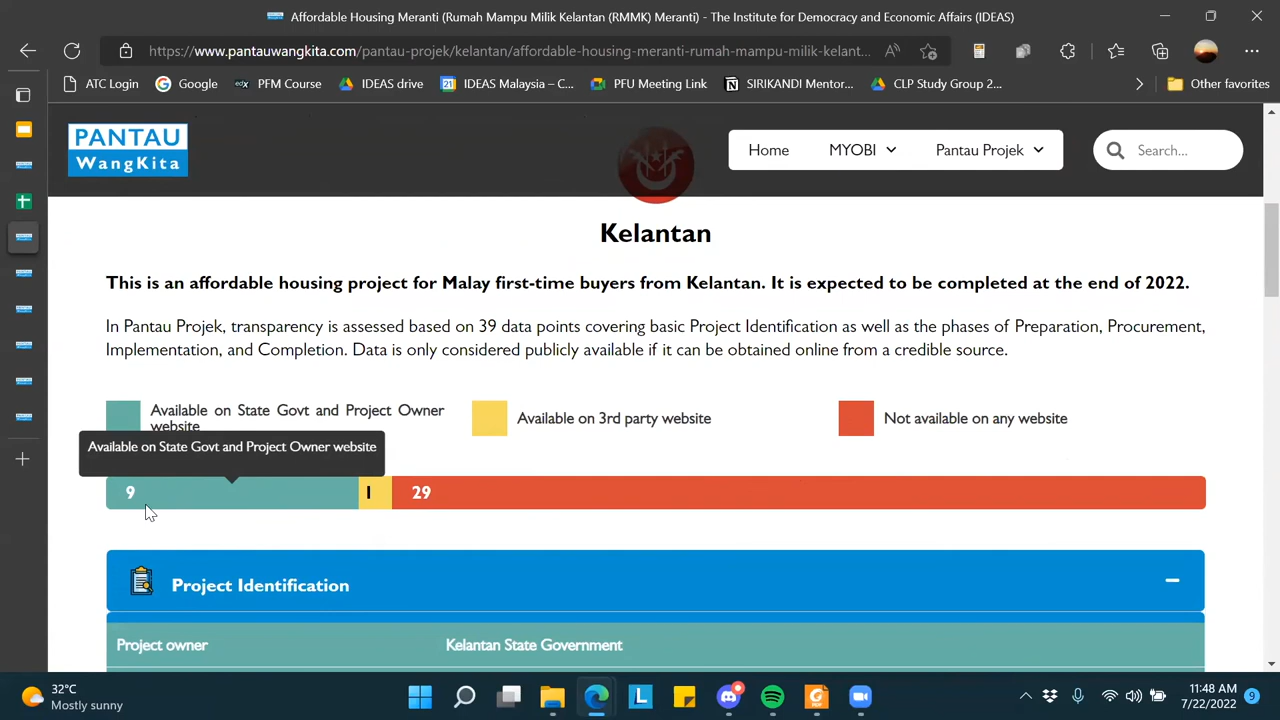 Affordable Housing Meranti (Rumah Mampu Milik Kelantan (RMMK) Meranti) - The Institute for Democracy and Economic Affairs (IDEAS)
https://www.pantauwangkita.com/pantau-projek/kelantan/affordable-housing-meranti-rumah-mampu-milik-kelant...
ATC Login
Google
PFM Course
IDEAS drive
IDEAS Malaysia – C...
PFU Meeting Link
SIRIKANDI Mentor...
CLP Study Group 2...
Other favorites
PANTAU
WangKita
Home
MYOBI
Pantau Projek
Search...
Kelantan
This is an affordable housing project for Malay first-time buyers from Kelantan. It is expected to be completed at the end of 2022.
In Pantau Projek, transparency is assessed based on 39 data points covering basic Project Identification as well as the phases of Preparation, Procurement,
Implementation, and Completion. Data is only considered publicly available if it can be obtained online from a credible source.
Available on State Govt and Project Owner
website
Available on 3rd party website
Not available on any website
Available on State Govt and Project Owner website
9
1
29
Project Identification
Project owner
Kelantan State Government
32°C
Mostly sunny
11:48 AM
7/22/2022
9